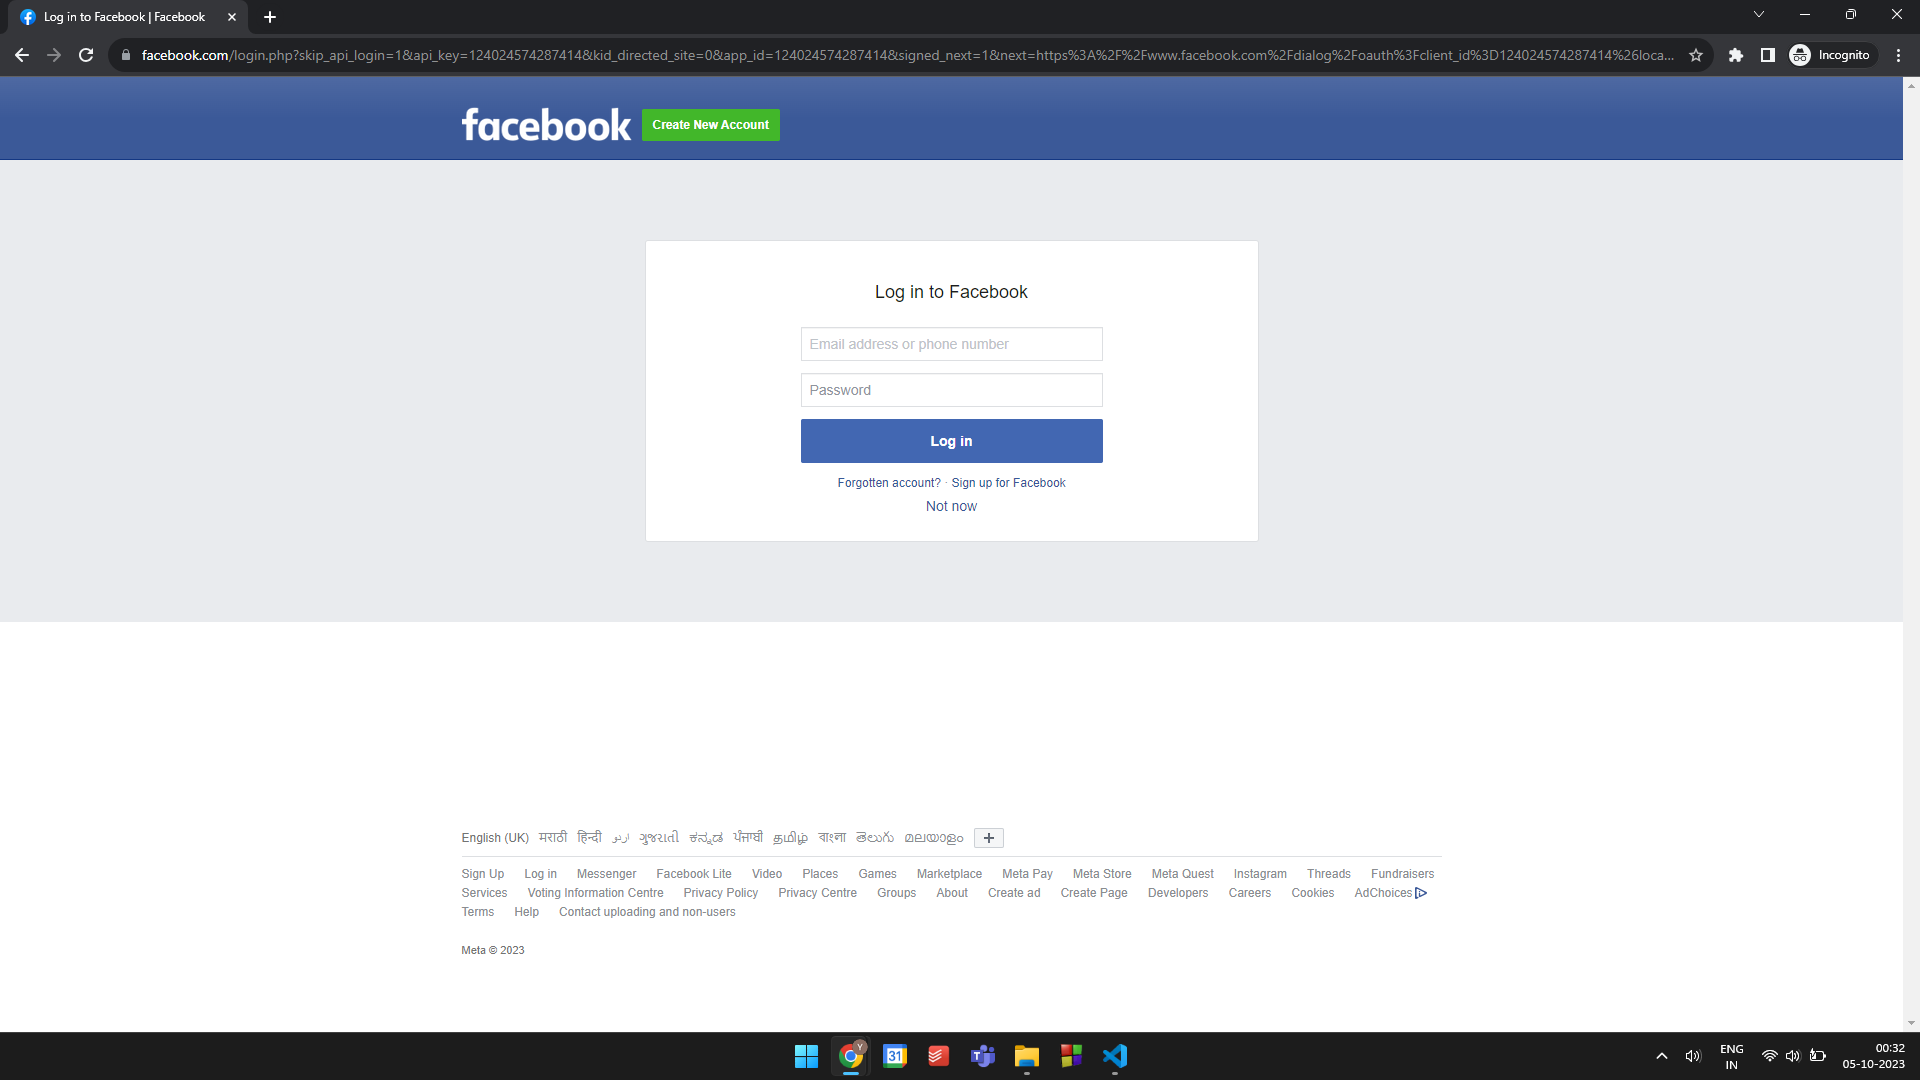 Log in to Facebook | Facebook
facebook.com/login.php?skip_api_login=1&api_key=124024574287414&kid_directed_site=0&app_id=124024574287414&signed_next=1&next=https%3A%2F%2Fwww.facebook.com%2Fdialog%2Foauth%3Fclient_id%3D124024574287414%26loca...
Incognito
facebook
Create New Account
Log in to Facebook
Email address or phone number
Password
Log in
Forgotten account? · Sign up for Facebook
Not now
English (UK) मराठी हिन्दी اردو ગુજરાતી ಕನ್ನಡ ਪੰਜਾਬੀ தமிழ் বাংলা తెలుగు മലയാളം +
Sign Up Log in Messenger Facebook Lite Video Places Games Marketplace Meta Pay Meta Store Meta Quest Instagram Threads Fundraisers
Services Voting Information Centre Privacy Policy Privacy Centre Groups About Create ad Create Page Developers Careers Cookies AdChoices
Terms Help Contact uploading and non-users
Meta © 2023
Y
31
T
ENG
IN
00:32
05-10-2023